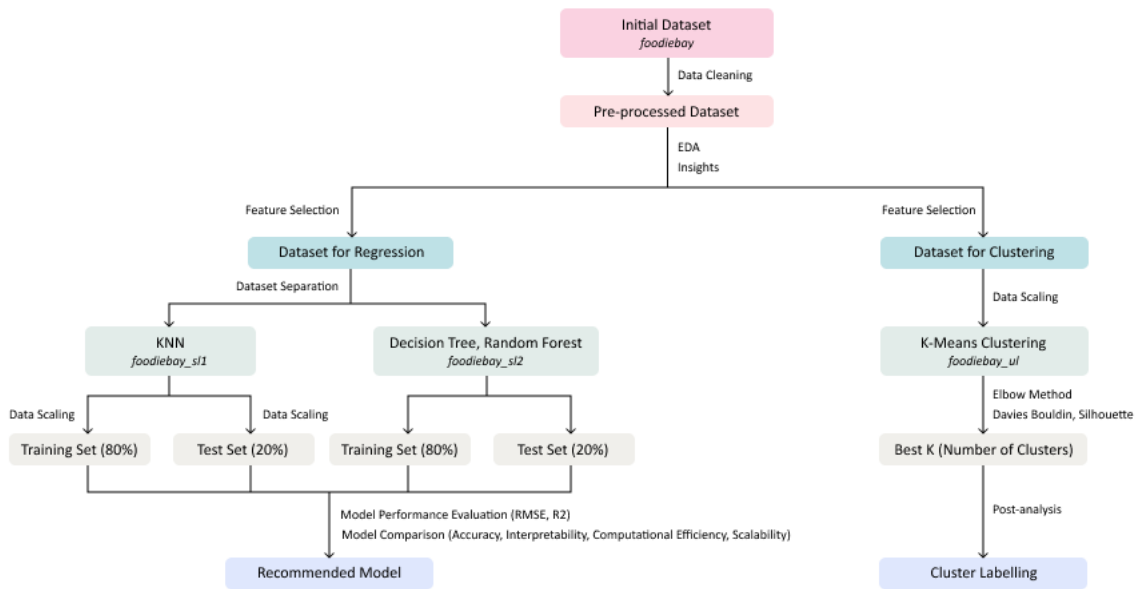 Initial Dataset
foodiebay
Data Cleaning
Pre-processed Dataset
EDA
Insights
Feature Selection
Feature Selection
Dataset for Regression
Dataset for Clustering
Dataset Separation
Data Scaling
KNN
foodiebay_sl1
Decision Tree, Random Forest
foodiebay_sl2
K-Means Clustering
foodiebay_ul
Data Scaling
Data Scaling
Elbow Method
Davies Bouldin, Silhouette
Training Set (80%)
Test Set (20%)
Training Set (80%)
Test Set (20%)
Best K (Number of Clusters)
Model Performance Evaluation (RMSE, R2)
Model Comparison (Accuracy, Interpretability, Computational Efficiency, Scalability)
Post-analysis
Recommended Model
Cluster Labelling